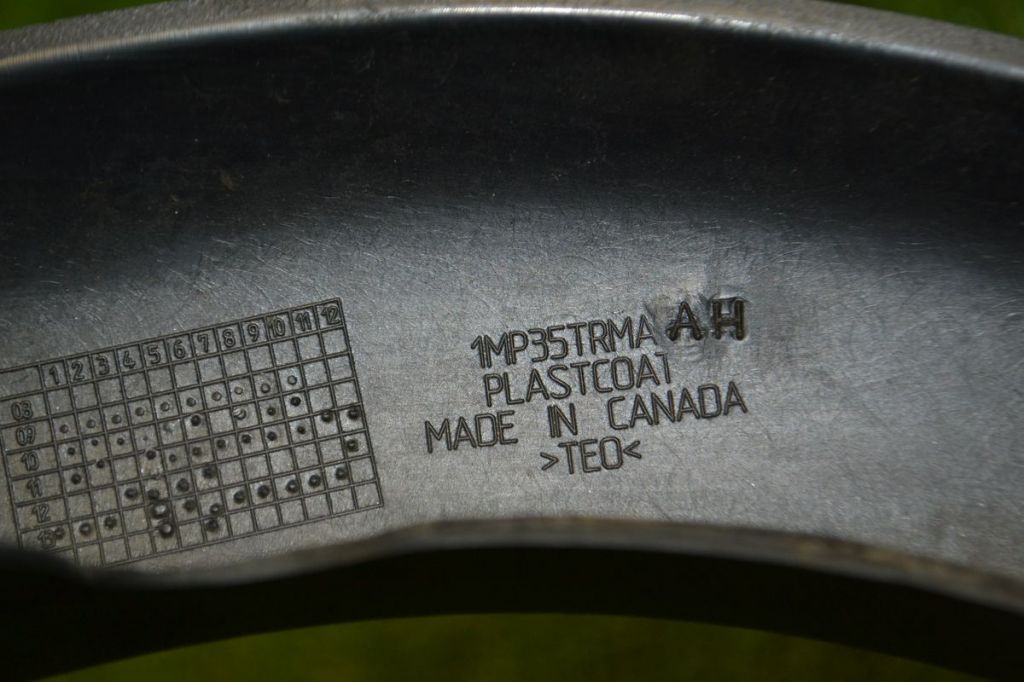 1 2 3 4 5 6 7 8 9 10 11 12
09
10
11
12
1MP35TRMA AH
PLASTCOAT
MADE IN CANADA
>TEO<